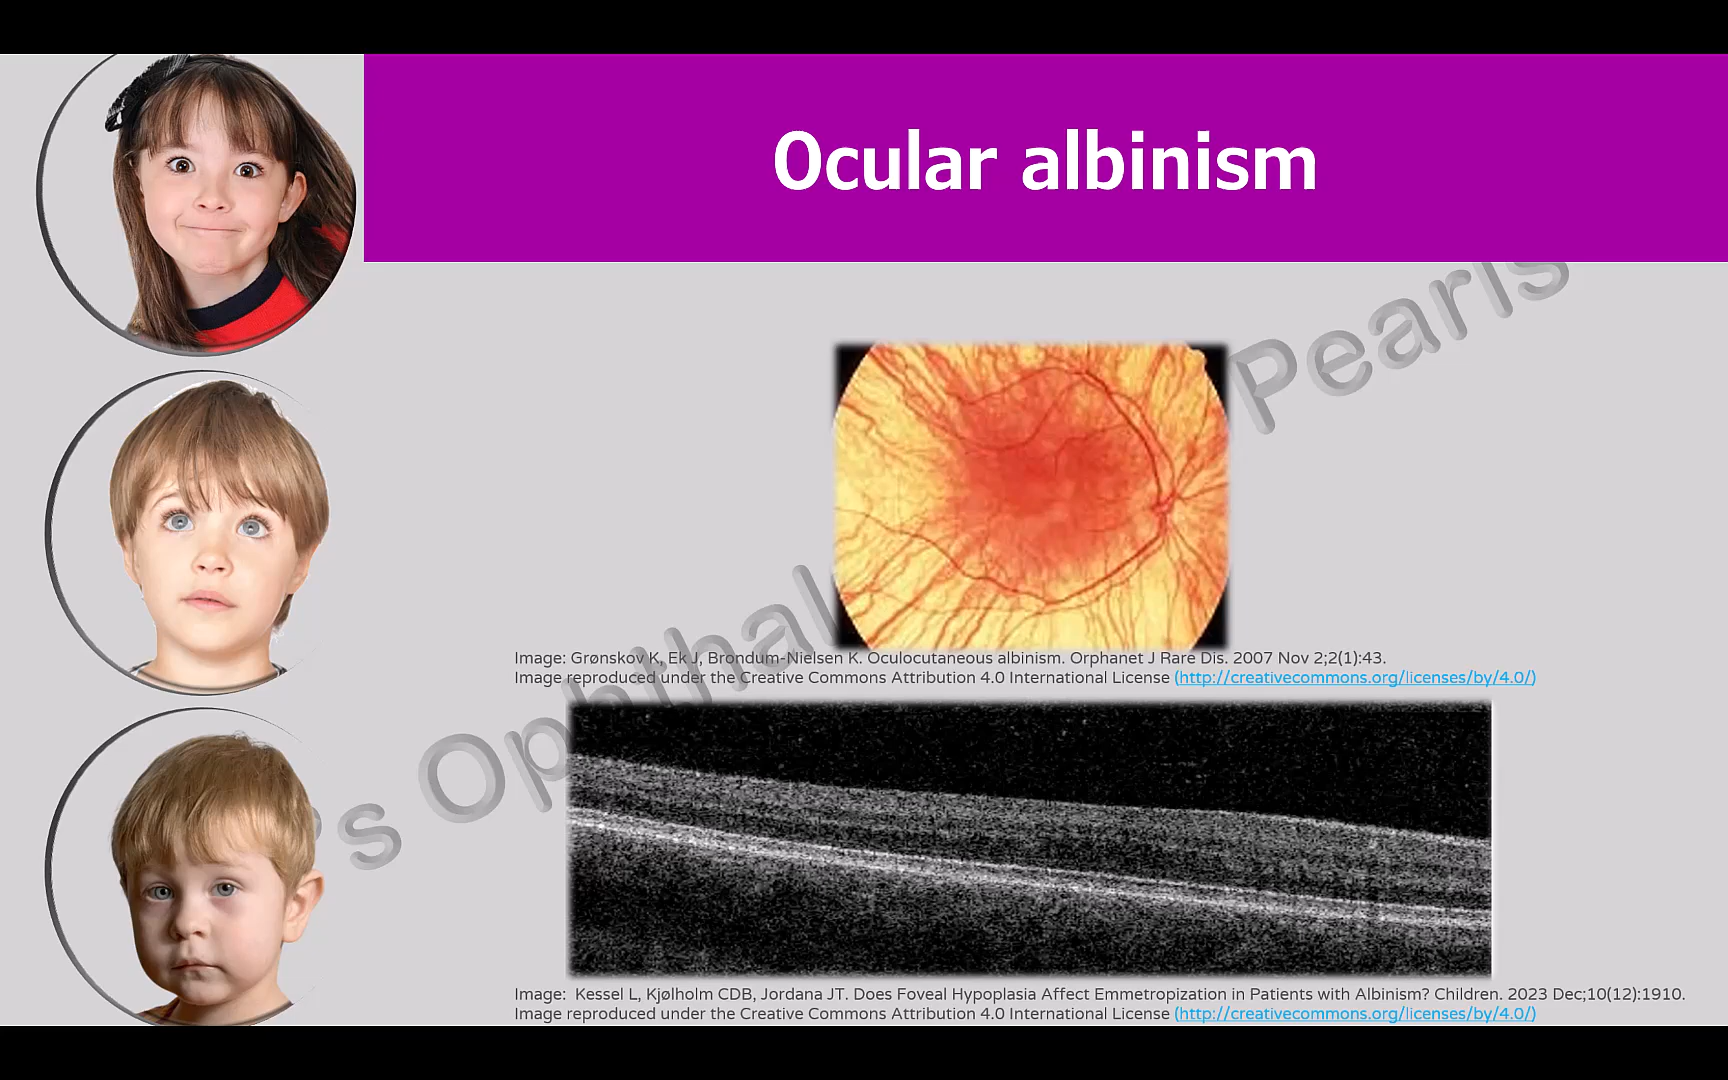 Ocular albinism
Pearls
Image: Grønskov K, Ek J, Brondum-Nielsen K. Oculocutaneous albinism. Orphanet J Rare Dis. 2007 Nov 2;2(1):43.
Image reproduced under the Creative Commons Attribution 4.0 International License (http://creativecommons.org/licenses/by/4.0/)
s Ophthal
Image: Kessel L, Kjølholm CDB, Jordana JT. Does Foveal Hypoplasia Affect Emmetropization in Patients with Albinism? Children. 2023 Dec;10(12):1910.
Image reproduced under the Creative Commons Attribution 4.0 International License (http://creativecommons.org/licenses/by/4.0/)